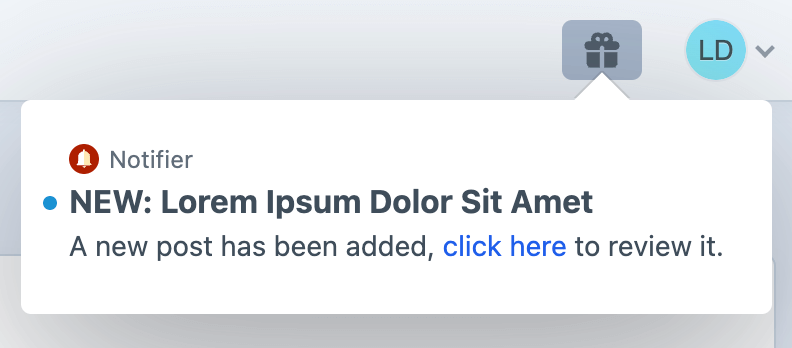 LD
Notifier
NEW: Lorem Ipsum Dolor Sit Amet
A new post has been added, click here to review it.